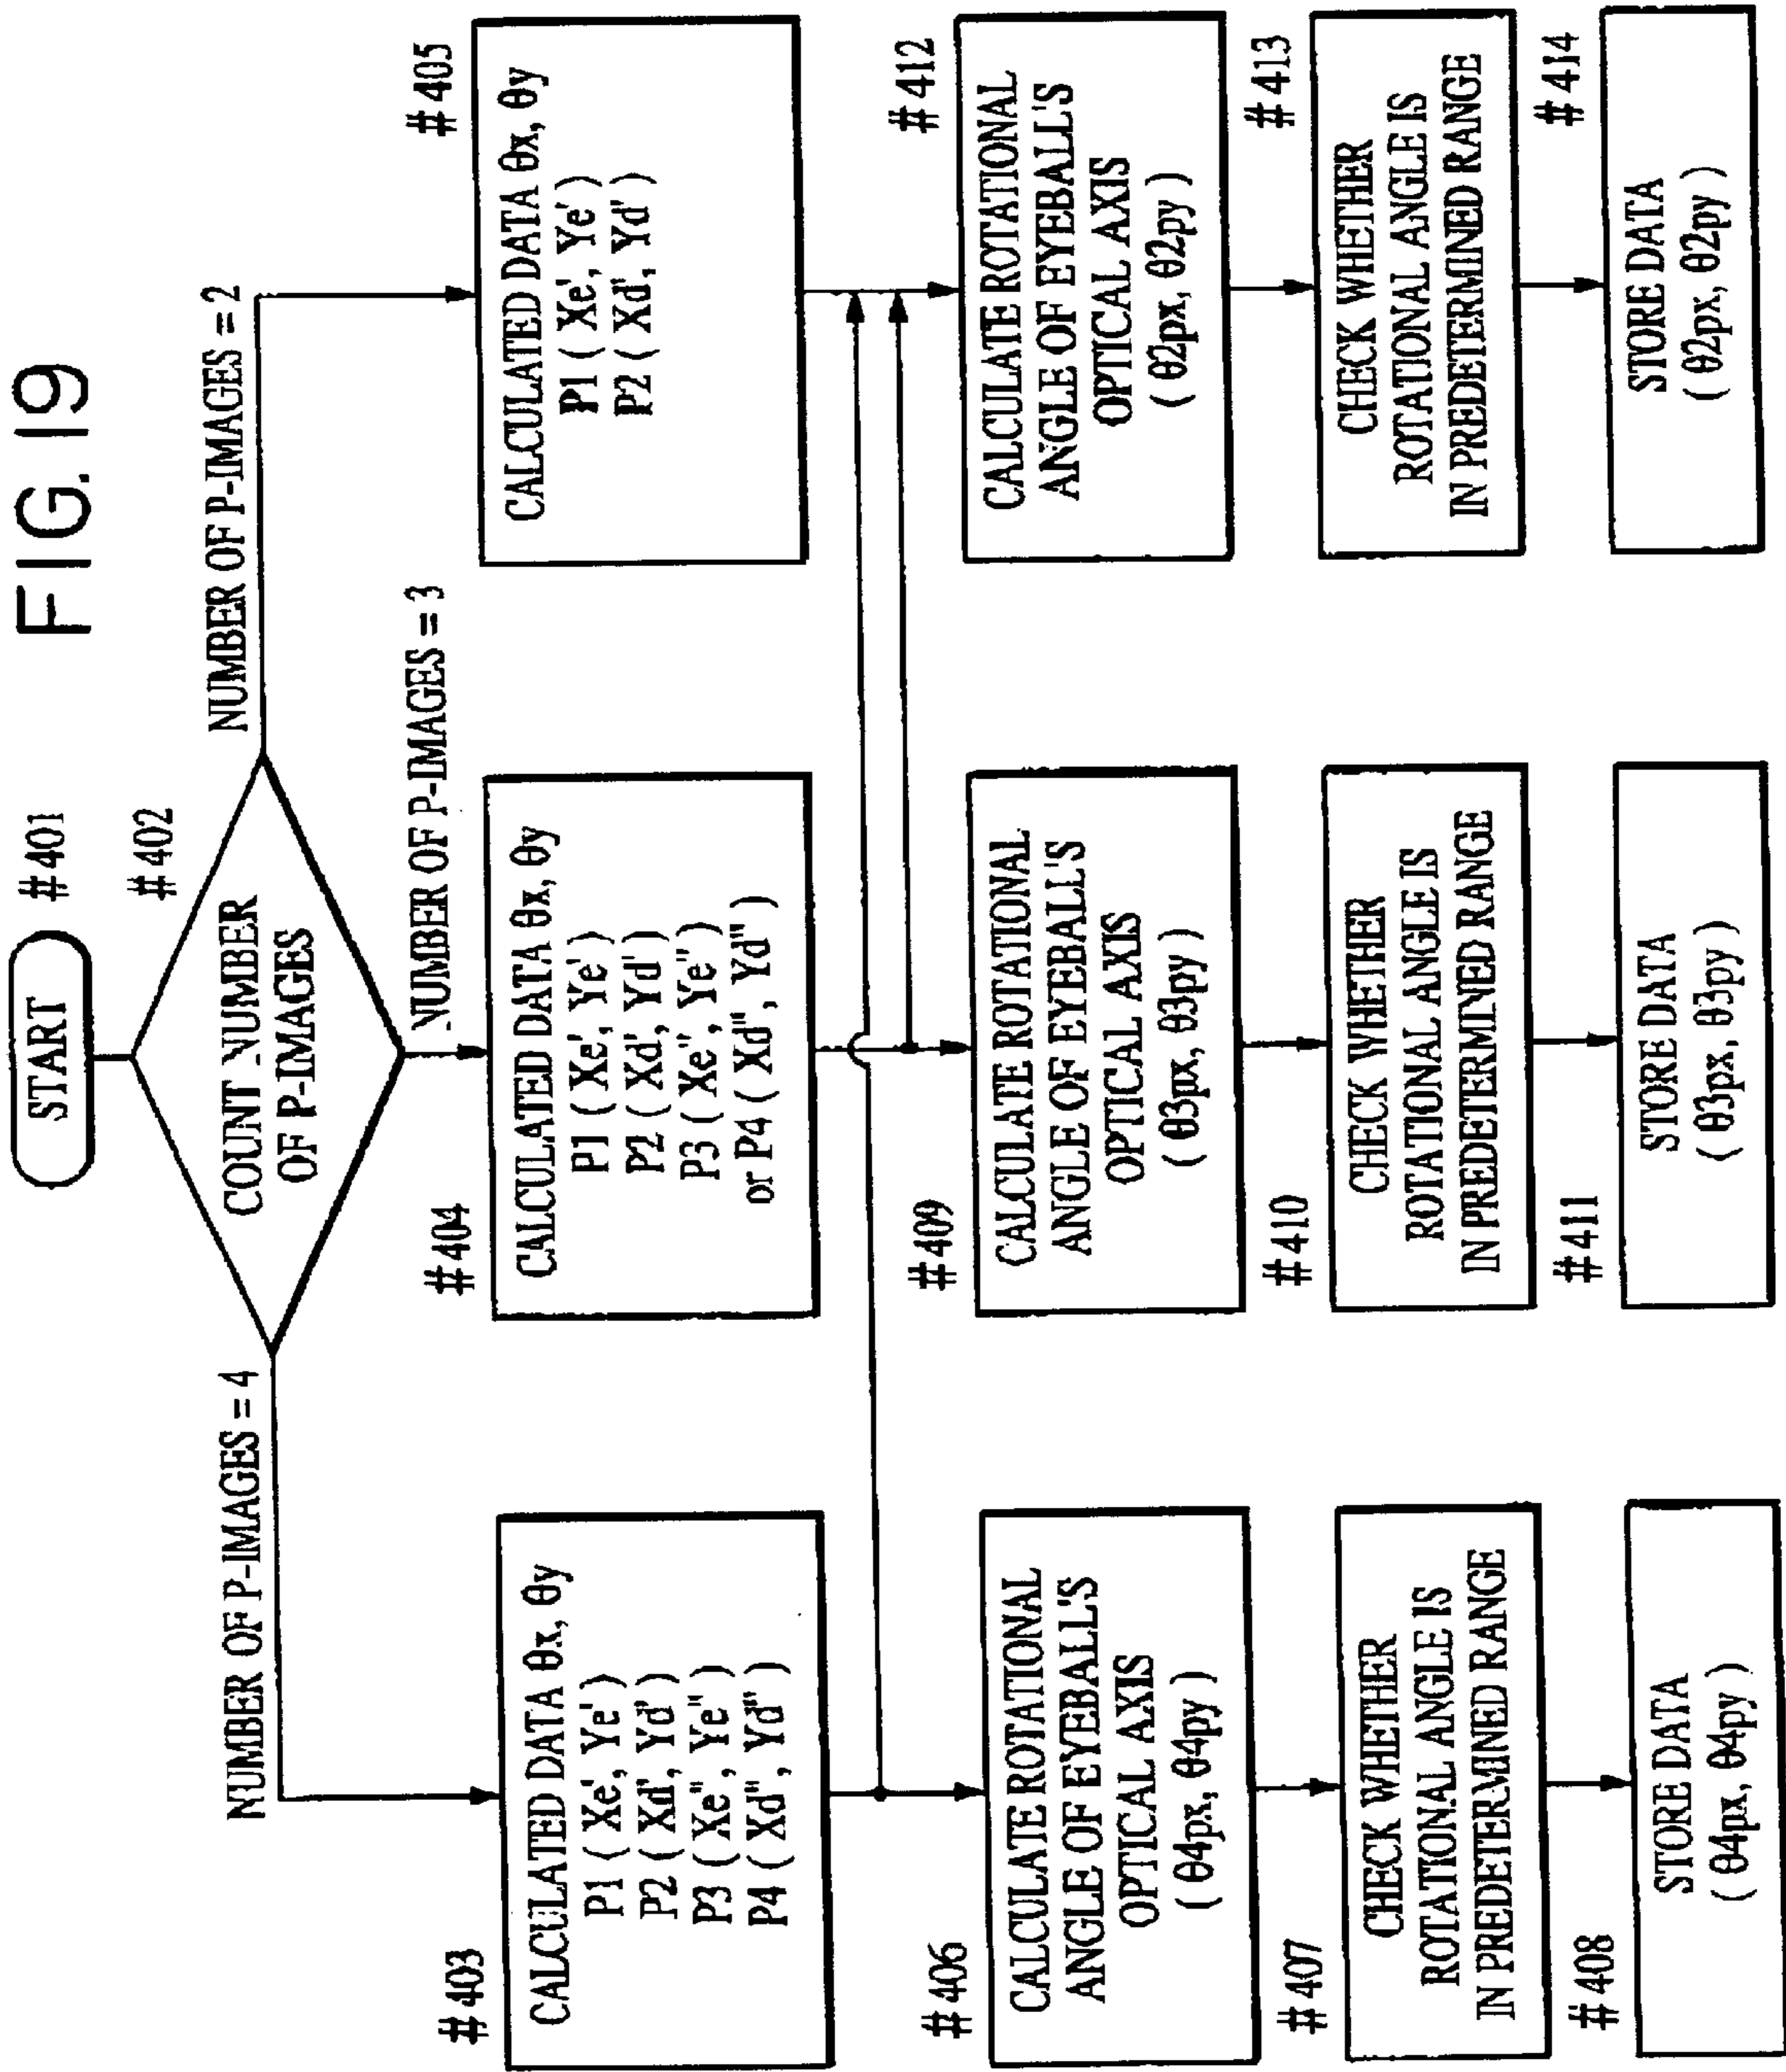 FIG. 19
START
#401
#402
COUNT NUMBER
OF P-IMAGES
NUMBER OF P-IMAGES = 4
NUMBER OF P-IMAGES = 3
NUMBER OF P-IMAGES = 2
#403
CALCULATED DATA θx, θy
P1 ( Xe', Ye' )
P2 ( Xd', Yd' )
P3 ( Xe", Ye" )
P4 ( Xd", Yd" )
#404
CALCULATED DATA θx, θy
P1 ( Xe', Ye' )
P2 ( Xd', Yd' )
P3 ( Xe", Ye" )
or P4 ( Xd", Yd" )
#405
CALCULATED DATA θx, θy
P1 ( Xe', Ye' )
P2 ( Xd', Yd' )
#406
CALCULATE ROTATIONAL
ANGLE OF EYEBALL'S
OPTICAL AXIS
( θ4px, θ4py )
#407
CHECK WHETHER
ROTATIONAL ANGLE IS
IN PREDETERMINED RANGE
#408
STORE DATA
( θ4px, θ4py )
#409
CALCULATE ROTATIONAL
ANGLE OF EYEBALL'S
OPTICAL AXIS
( θ3px, θ3py )
#410
CHECK WHETHER
ROTATIONAL ANGLE IS
IN PREDETERMINED RANGE
#411
STORE DATA
( θ3px, θ3py )
#412
CALCULATE ROTATIONAL
ANGLE OF EYEBALL'S
OPTICAL AXIS
( θ2px, θ2py )
#413
CHECK WHETHER
ROTATIONAL ANGLE IS
IN PREDETERMINED RANGE
#414
STORE DATA
( θ2px, θ2py )